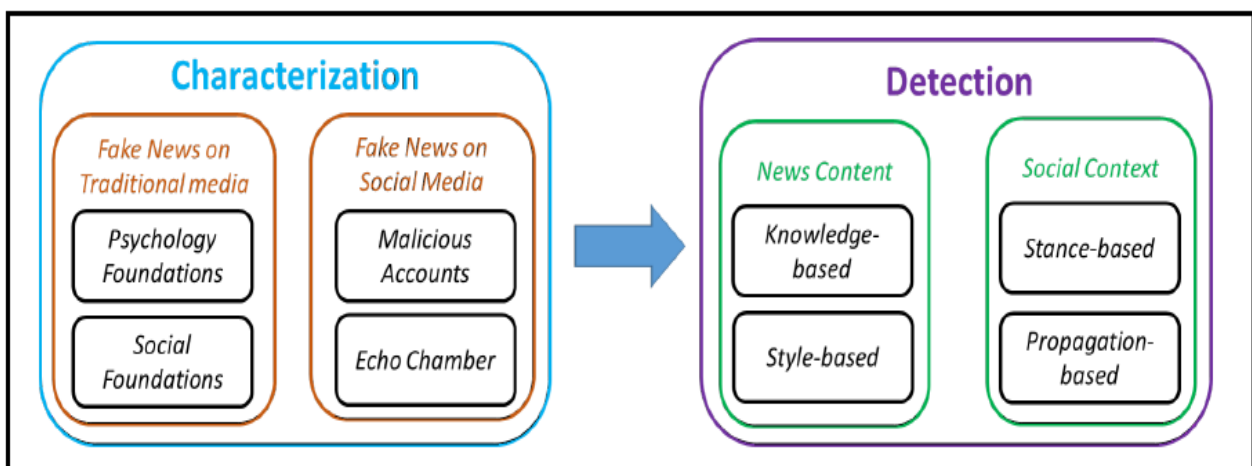 Characterization
Fake News on
Traditional media
Psychology
Foundations
Social
Foundations
Fake News on
Social Media
Malicious
Accounts
Echo Chamber
Detection
News Content
Knowledge-
based
Style-based
Social Context
Stance-based
Propagation-
based